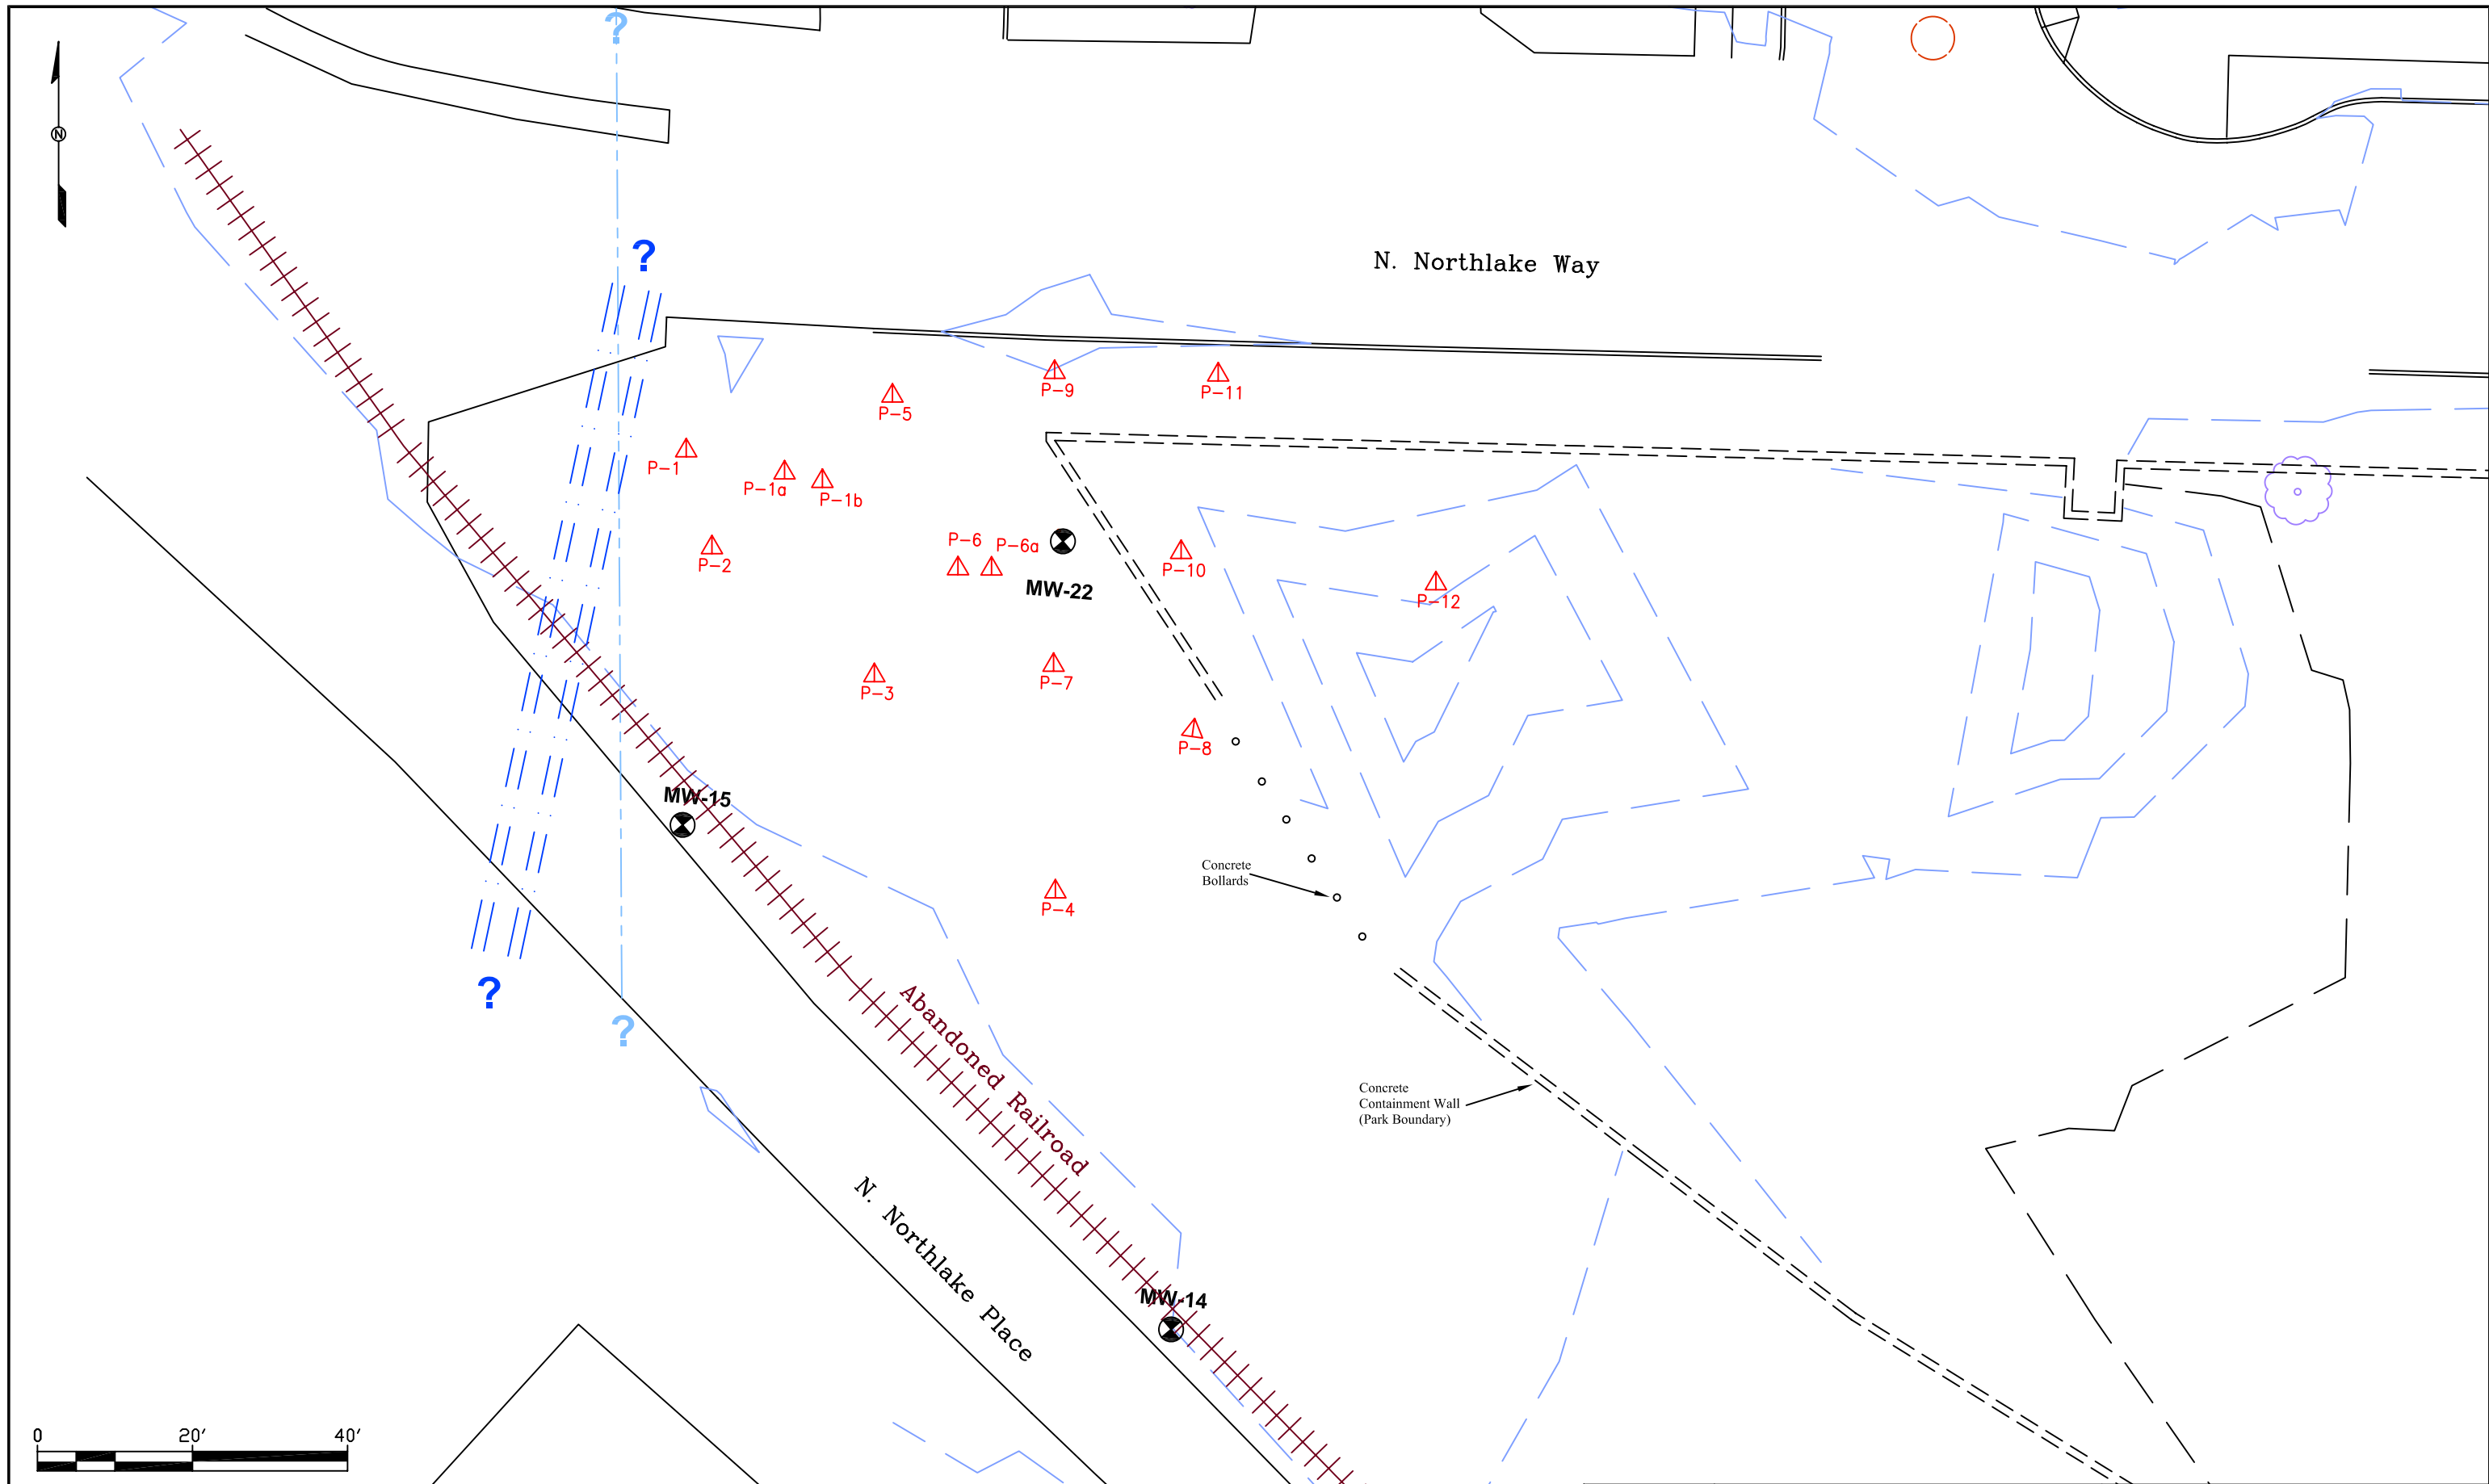 ?
N
?
N. Northlake Way
P-9
P-11
P-5
P-1
P-1a
P-1b
P-6
P-6a
P-2
P-10
MW-22
P-12
P-3
P-7
P-8
MW-15
Concrete
Bollards
P-4
?
?
Abandoned Railroad
Concrete
Containment Wall
(Park Boundary)
N. Northlake Place
MW-14
0 20' 40'